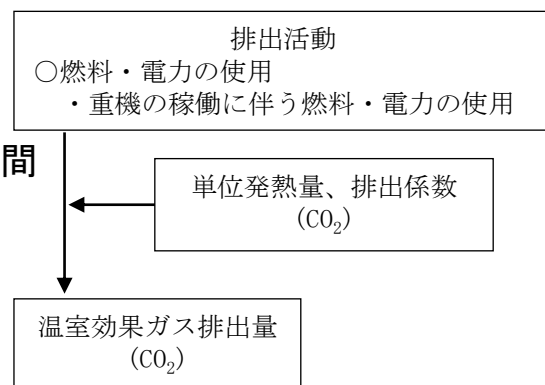 排出活動
○燃料・電力の使用
・重機の稼働に伴う燃料・電力の使用
間
単位発熱量、排出係数
(CO₂)
温室効果ガス排出量
(CO₂)